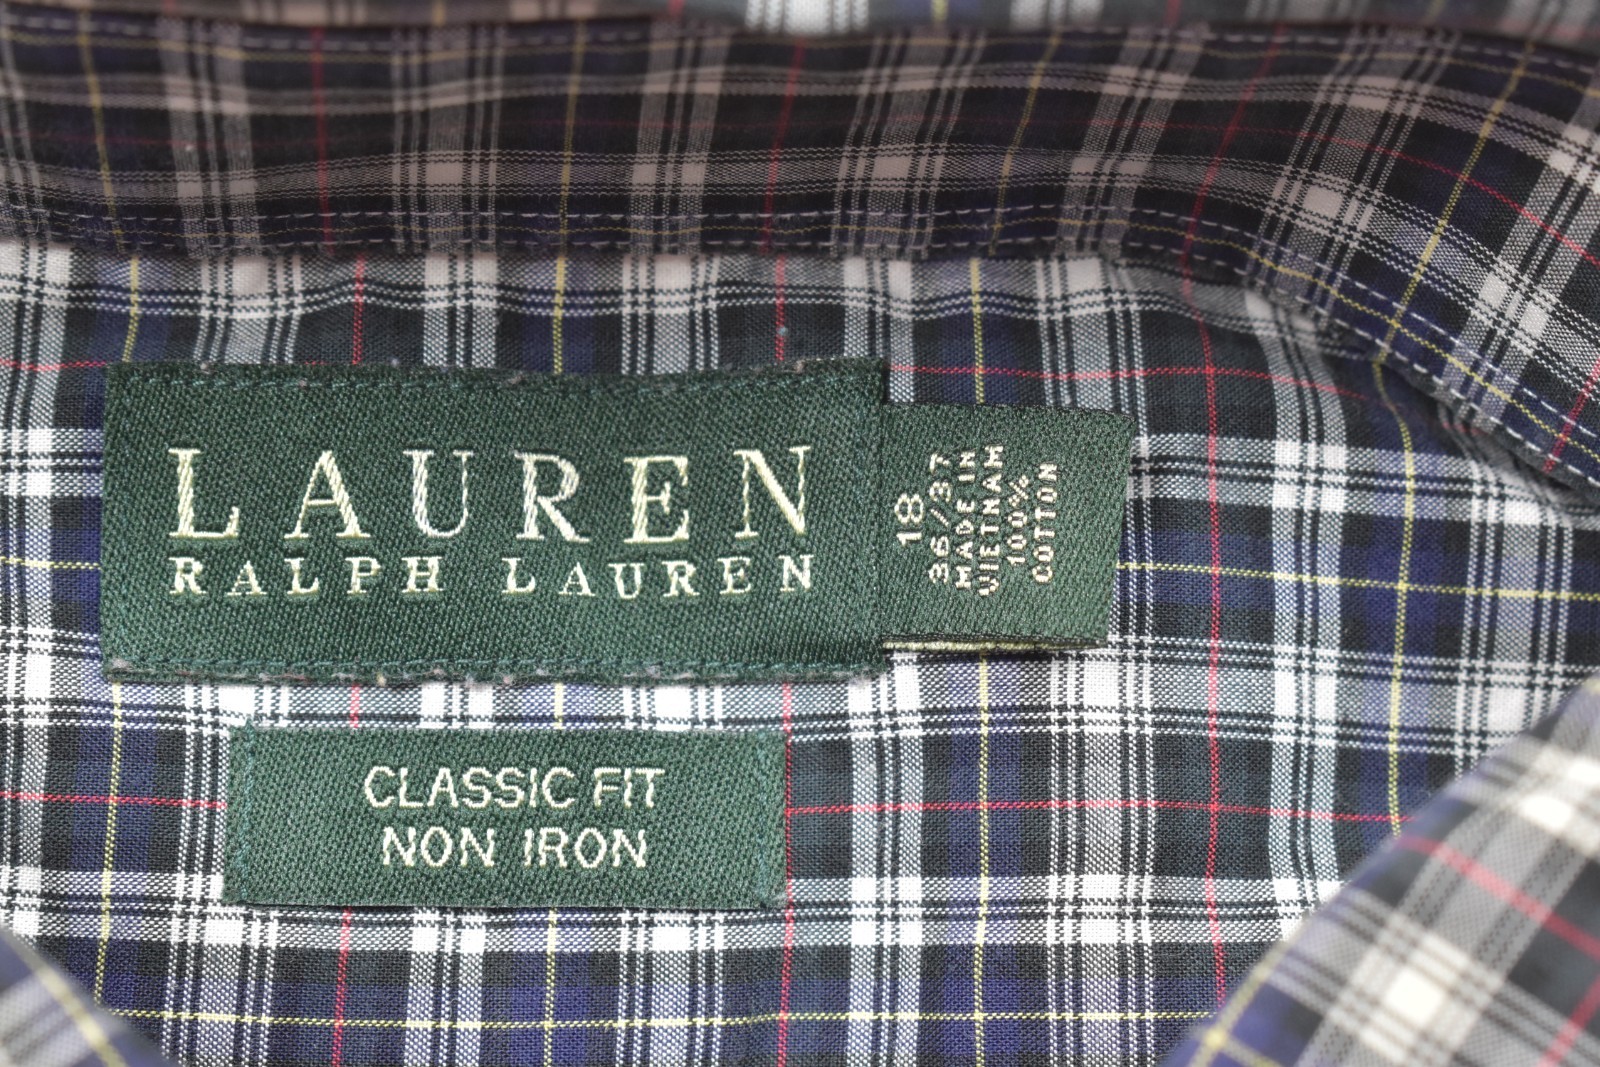 LAUREN
RALPH LAUREN
18
36/37
MADE IN
VIETNAM
100%
COTTON
CLASSIC FIT
NON IRON